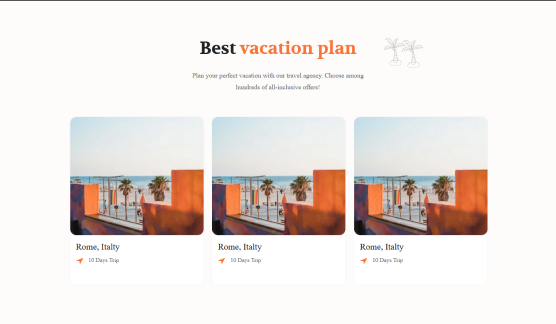 Best vacation plan
Plan your perfect vacation with our travel agency. Choose among
hundreds of all-inclusive offers!
Rome, Italty
10 Days Trip
Rome, Italty
10 Days Trip
Rome, Italty
10 Days Trip